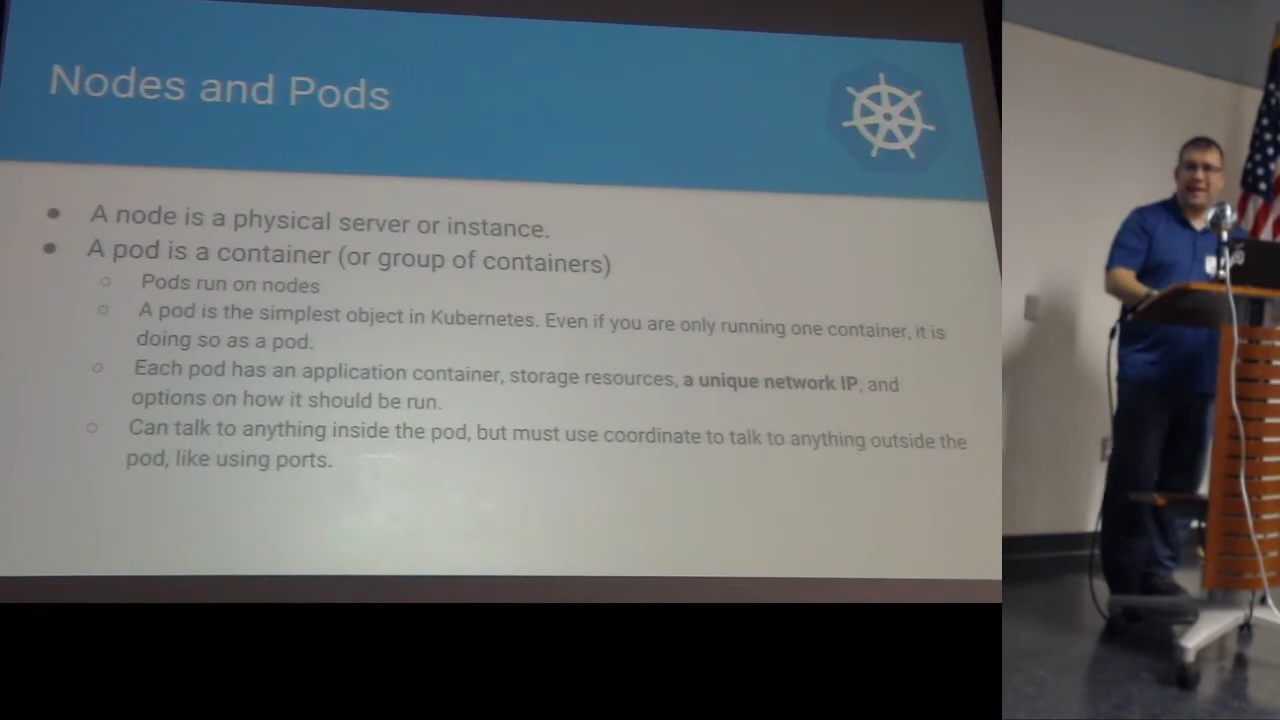 Nodes and Pods
A node is a physical server or instance.
A pod is a container (or group of containers)
Pods run on nodes
A pod is the simplest object in Kubernetes. Even if you are only running one container, it is
doing so as a pod.
Each pod has an application container, storage resources, a unique network IP, and
options on how it should be run.
Can talk to anything inside the pod, but must use coordinate to talk to anything outside the
pod, like using ports.